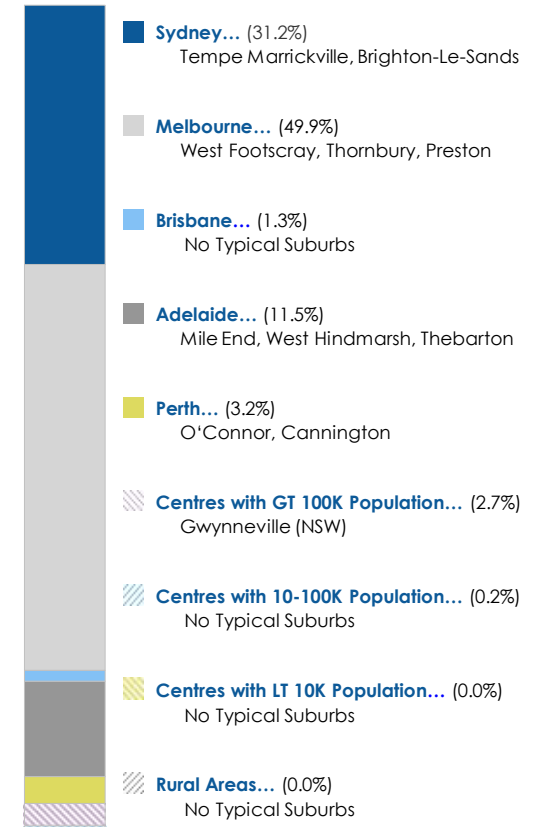 Sydney… (31.2%)
Tempe Marrickville, Brighton-Le-Sands
Melbourne… (49.9%)
West Footscray, Thornbury, Preston
Brisbane… (1.3%)
No Typical Suburbs
Adelaide… (11.5%)
Mile End, West Hindmarsh, Thebarton
Perth… (3.2%)
O‘Connor, Cannington
Centres with GT 100K Population… (2.7%)
Gwynneville (NSW)
Centres with 10-100K Population… (0.2%)
No Typical Suburbs
Centres with LT 10K Population… (0.0%)
No Typical Suburbs
Rural Areas… (0.0%)
No Typical Suburbs